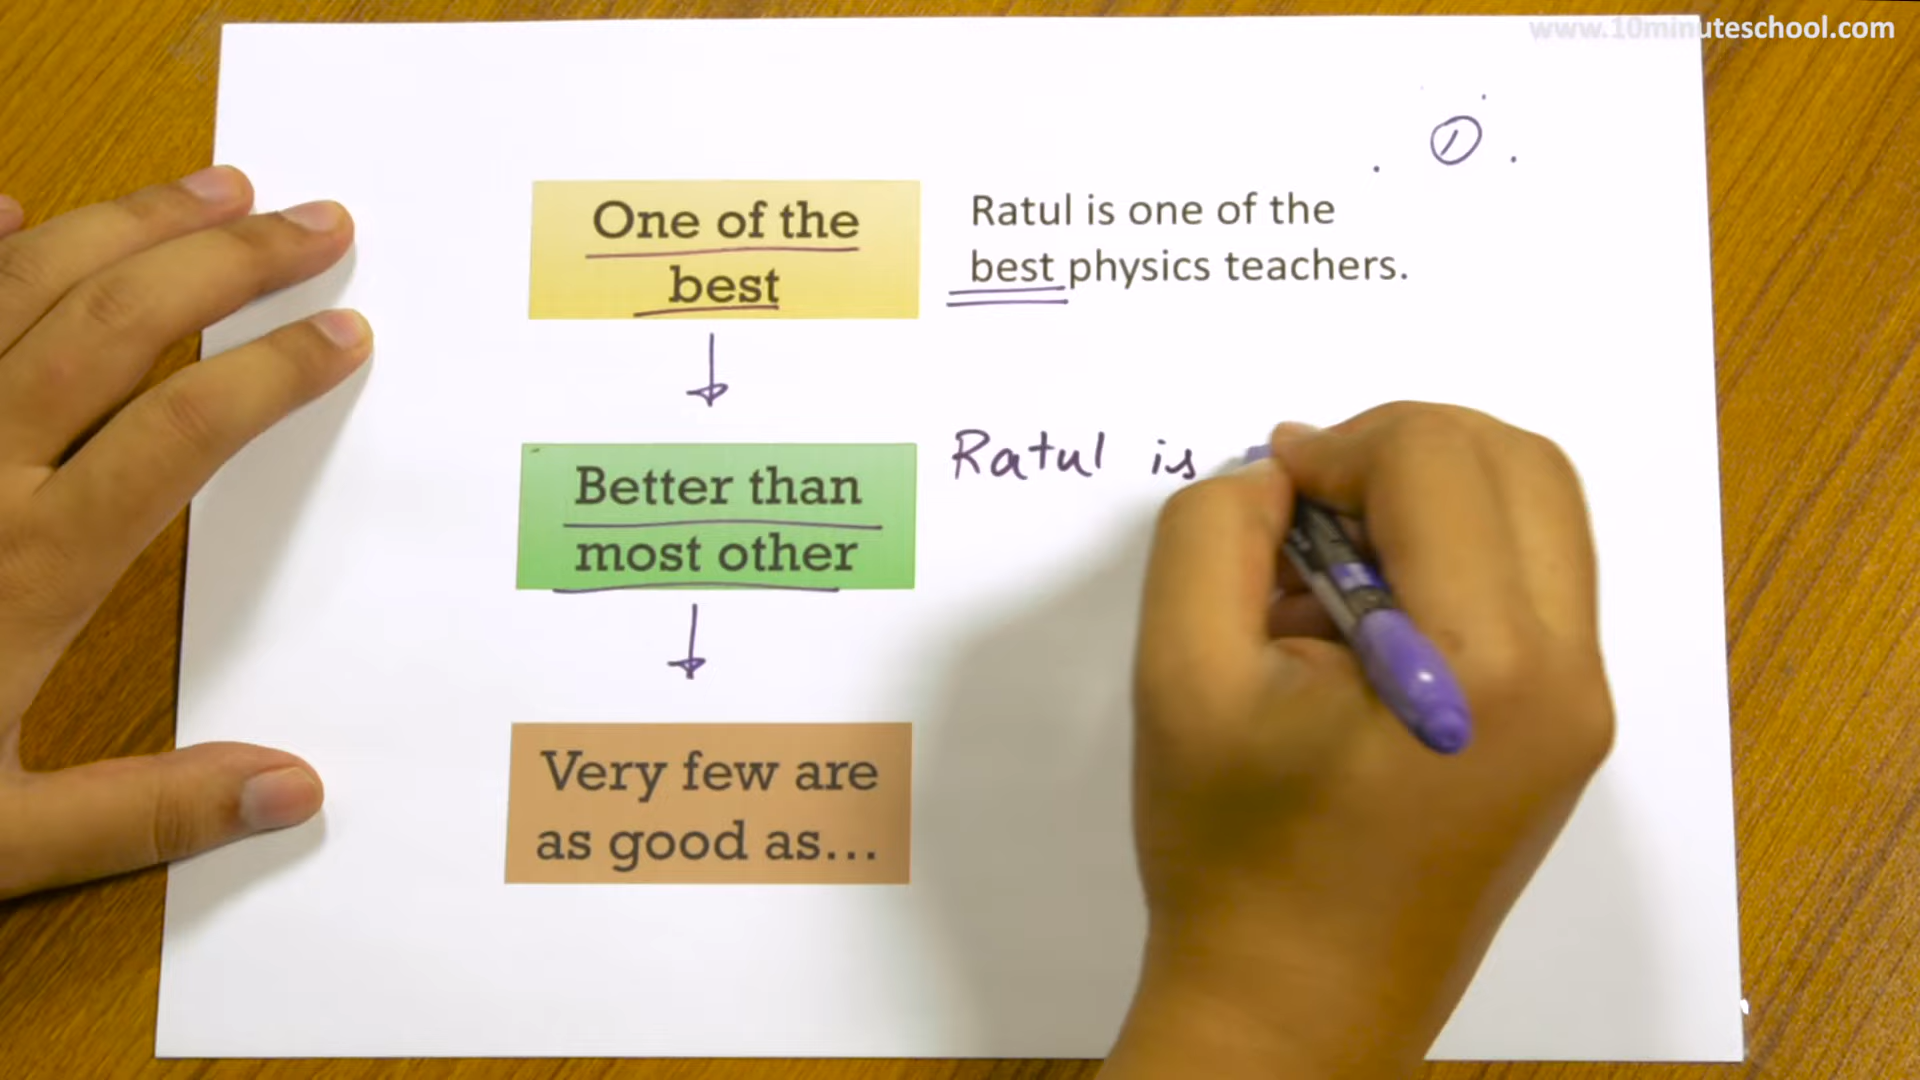 www.10minuteschool.com
1
One of the
best
Ratul is one of the
best physics teachers.
Better than
most other
Ratul is
Very few are
as good as...